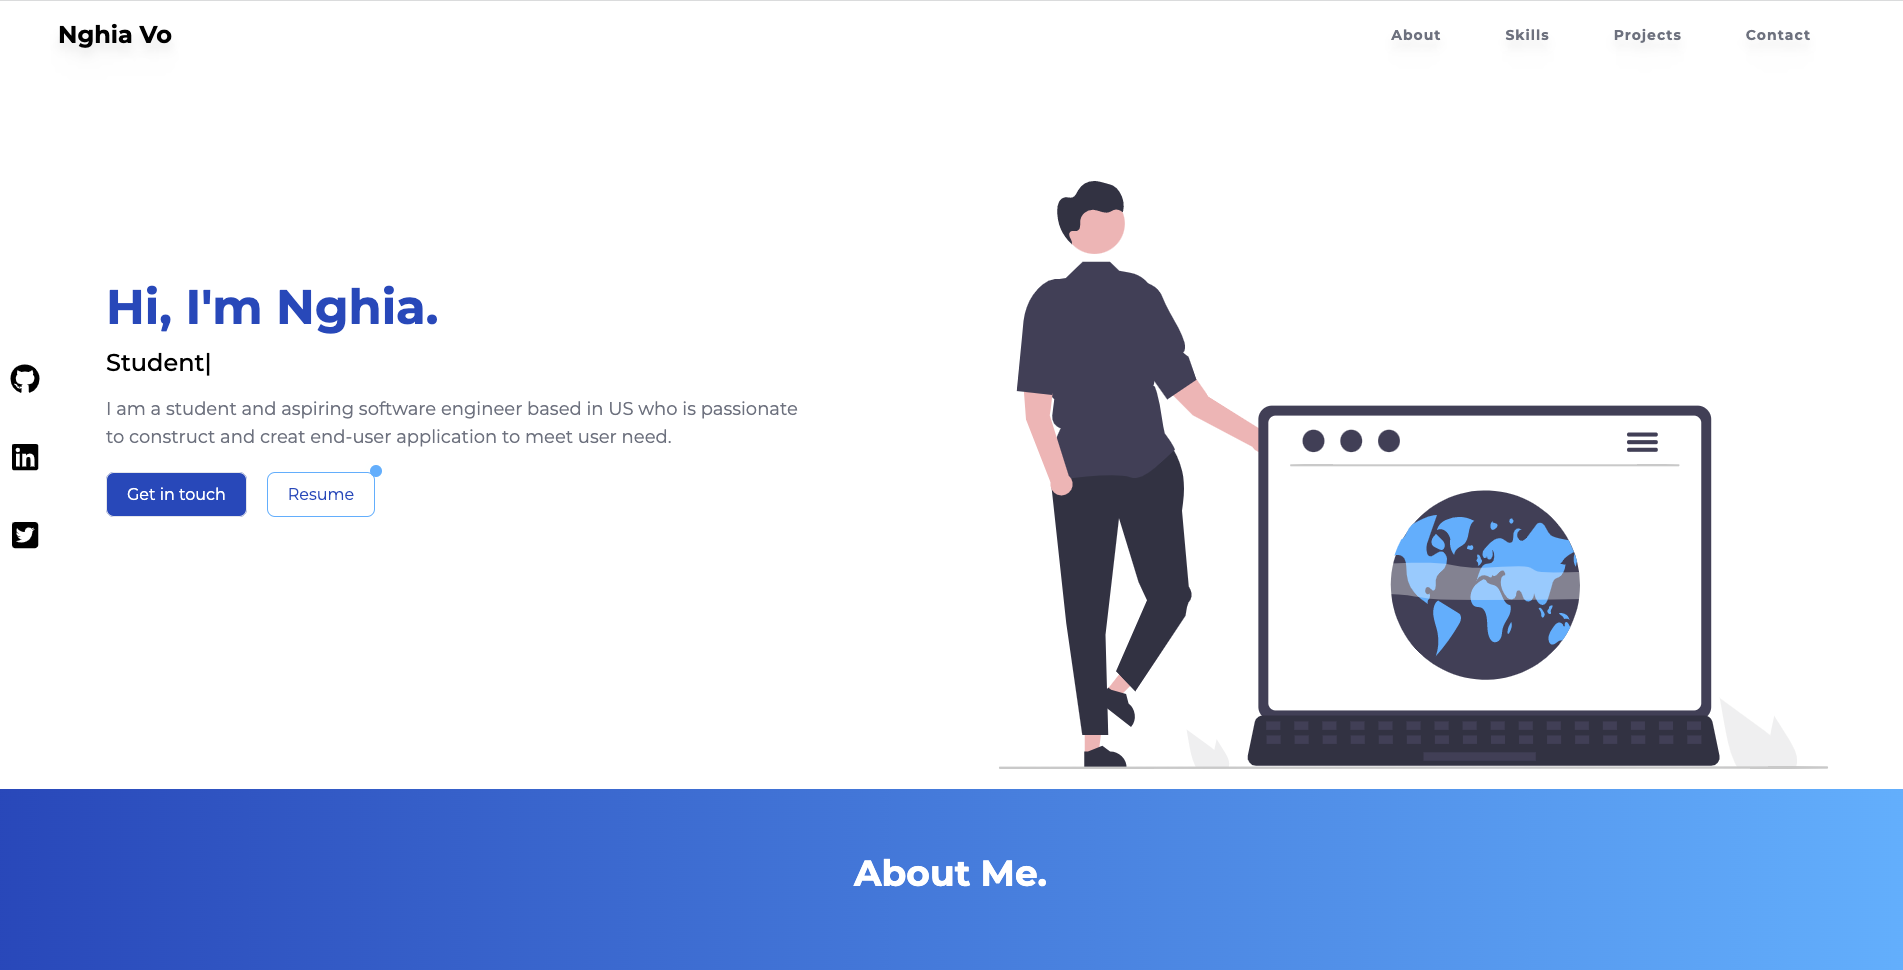 Nghia Vo
About
Skills
Projects
Contact
Hi, I'm Nghia.
Student|
I am a student and aspiring software engineer based in US who is passionate
to construct and creat end-user application to meet user need.
Get in touch
Resume
in
About Me.